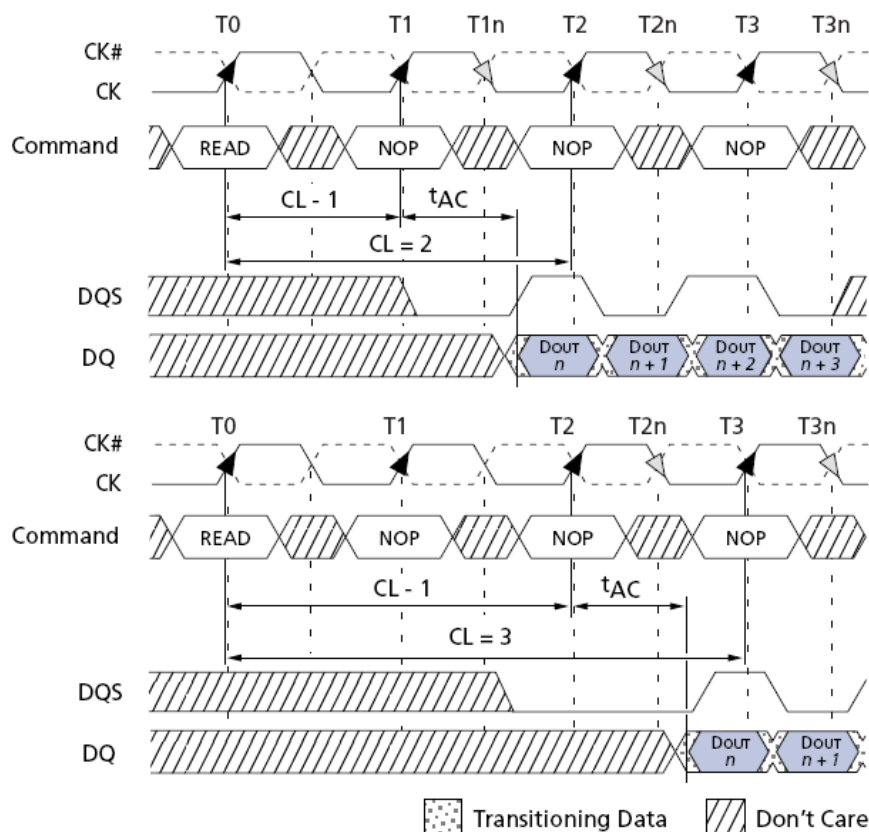 T0 T1 T1n T2 T2n T3 T3n
CK#
CK
Command READ NOP NOP NOP
CL - 1 tAC
CL = 2
DQS
DQ DOUT n DOUT n + 1 DOUT n + 2 DOUT n + 3
T0 T1 T2 T2n T3 T3n
CK#
CK
Command READ NOP NOP NOP
CL - 1 tAC
CL = 3
DQS
DQ DOUT n DOUT n + 1
Transitioning Data Don't Care